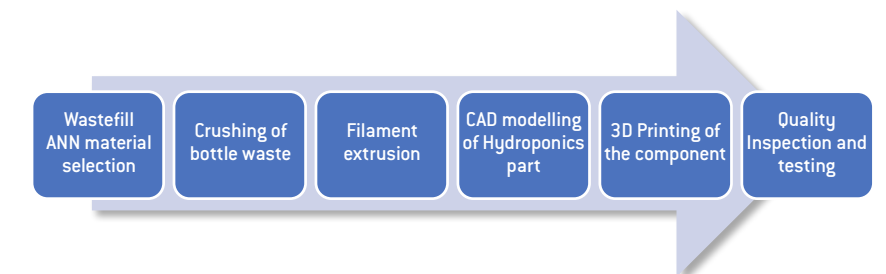 Wastefill
ANN material
selection
Crushing of
bottle waste
Filament
extrusion
CAD modelling
of Hydroponics
part
3D Printing of
the component
Quality
Inspection and
testing